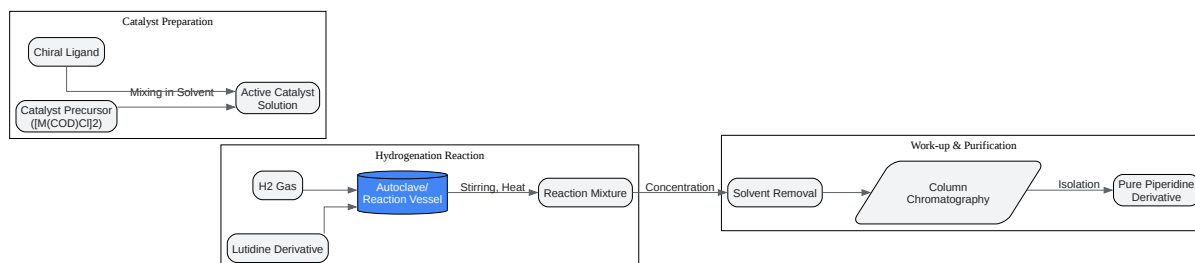 Catalyst Preparation
Chiral Ligand
Mixing in Solvent
Active Catalyst
Solution
Catalyst Precursor
([M(COD)Cl]2)
Hydrogenation Reaction
H2 Gas
Autoclave/
Reaction Vessel
Stirring, Heat
Reaction Mixture
Concentration
Lutidine Derivative
Work-up & Purification
Solvent Removal
Column
Chromatography
Isolation
Pure Piperidine
Derivative